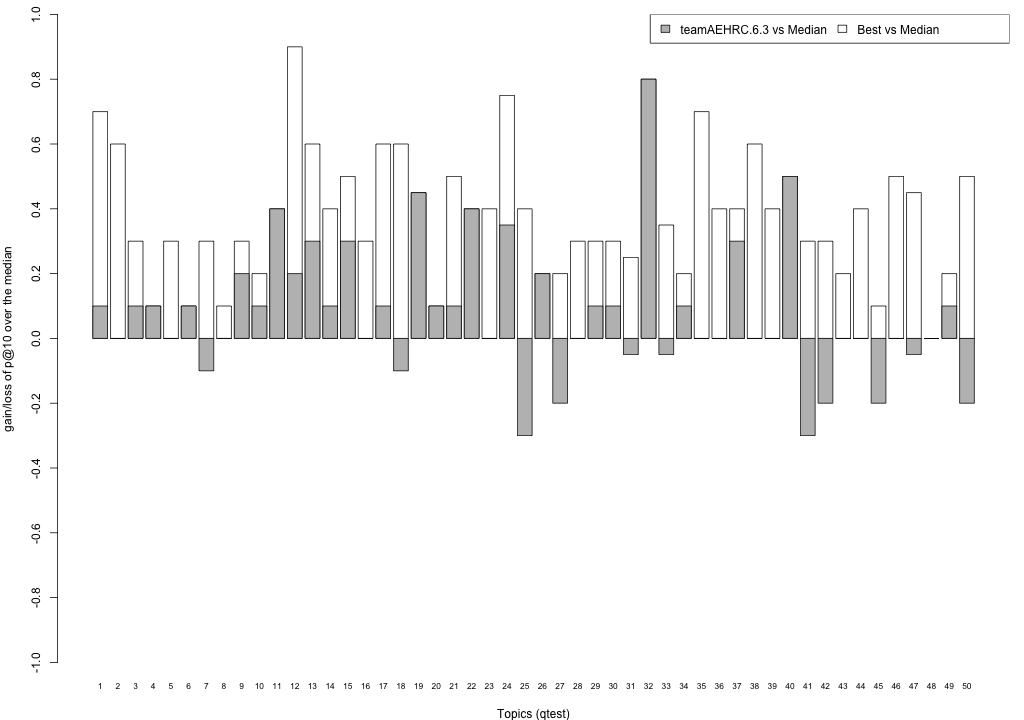 teamAEHRC.6.3 vs Median Best vs Median
1.0
0.8
0.6
0.4
0.2
0.0
-0.2
-0.4
-0.6
-0.8
-1.0
gain/loss of p@10 over the median
1 2 3 4 5 6 7 8 9 10 11 12 13 14 15 16 17 18 19 20 21 22 23 24 25 26 27 28 29 30 31 32 33 34 35 36 37 38 39 40 41 42 43 44 45 46 47 48 49 50
Topics (qtest)